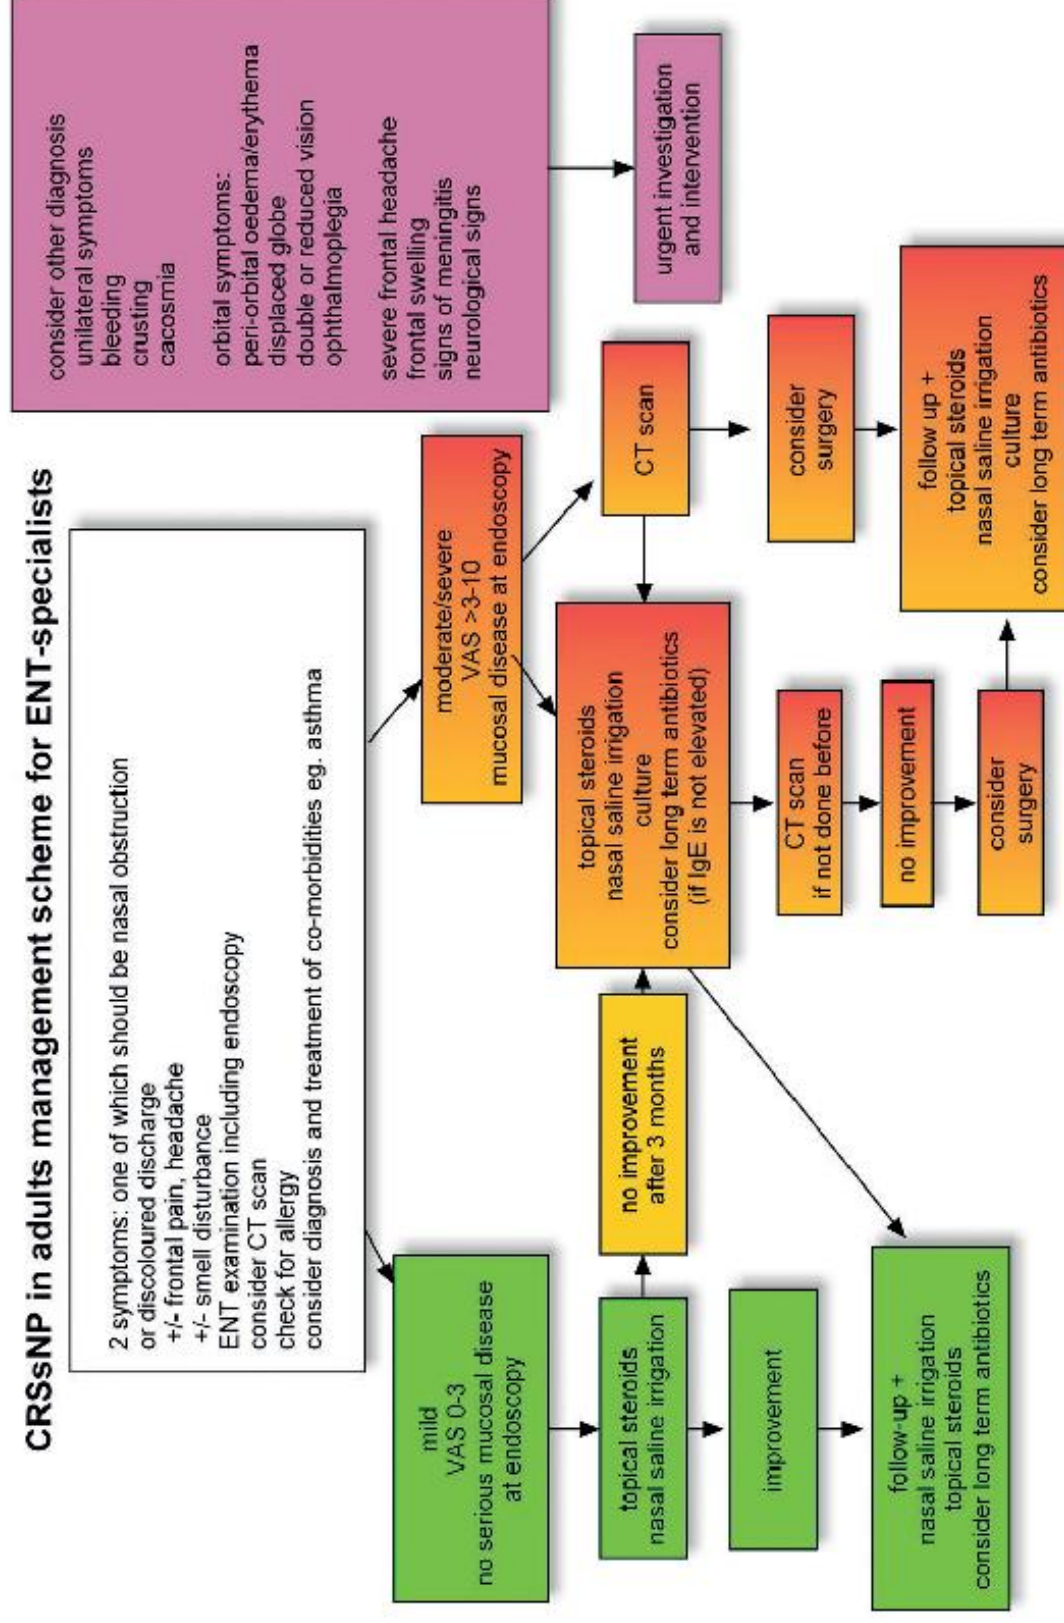 CRSsNP in adults management scheme for ENT-specialists
2 symptoms: one of which should be nasal obstruction
or discoloured discharge
+/- frontal pain, headache
+/- smell disturbance
ENT examination including endoscopy
consider CT scan
check for allergy
consider diagnosis and treatment of co-morbidities eg. asthma
consider other diagnosis
unilateral symptoms
bleeding
crusting
cacosmia
orbital symptoms:
peri-orbital oedema/erythema
displaced globe
double or reduced vision
ophthalmoplegia
severe frontal headache
frontal swelling
signs of meningitis
neurological signs
urgent investigation
and intervention
mild
VAS 0-3
no serious mucosal disease
at endoscopy
moderate/severe
VAS >3-10
mucosal disease at endoscopy
topical steroids
nasal saline irrigation
no improvement
after 3 months
topical steroids
nasal saline irrigation
culture
consider long term antibiotics
(if IgE is not elevated)
CT scan
improvement
CT scan
if not done before
consider
surgery
no improvement
follow-up +
nasal saline irrigation
topical steroids
consider long term antibiotics
consider
surgery
follow up +
topical steroids
nasal saline irrigation
culture
consider long term antibiotics